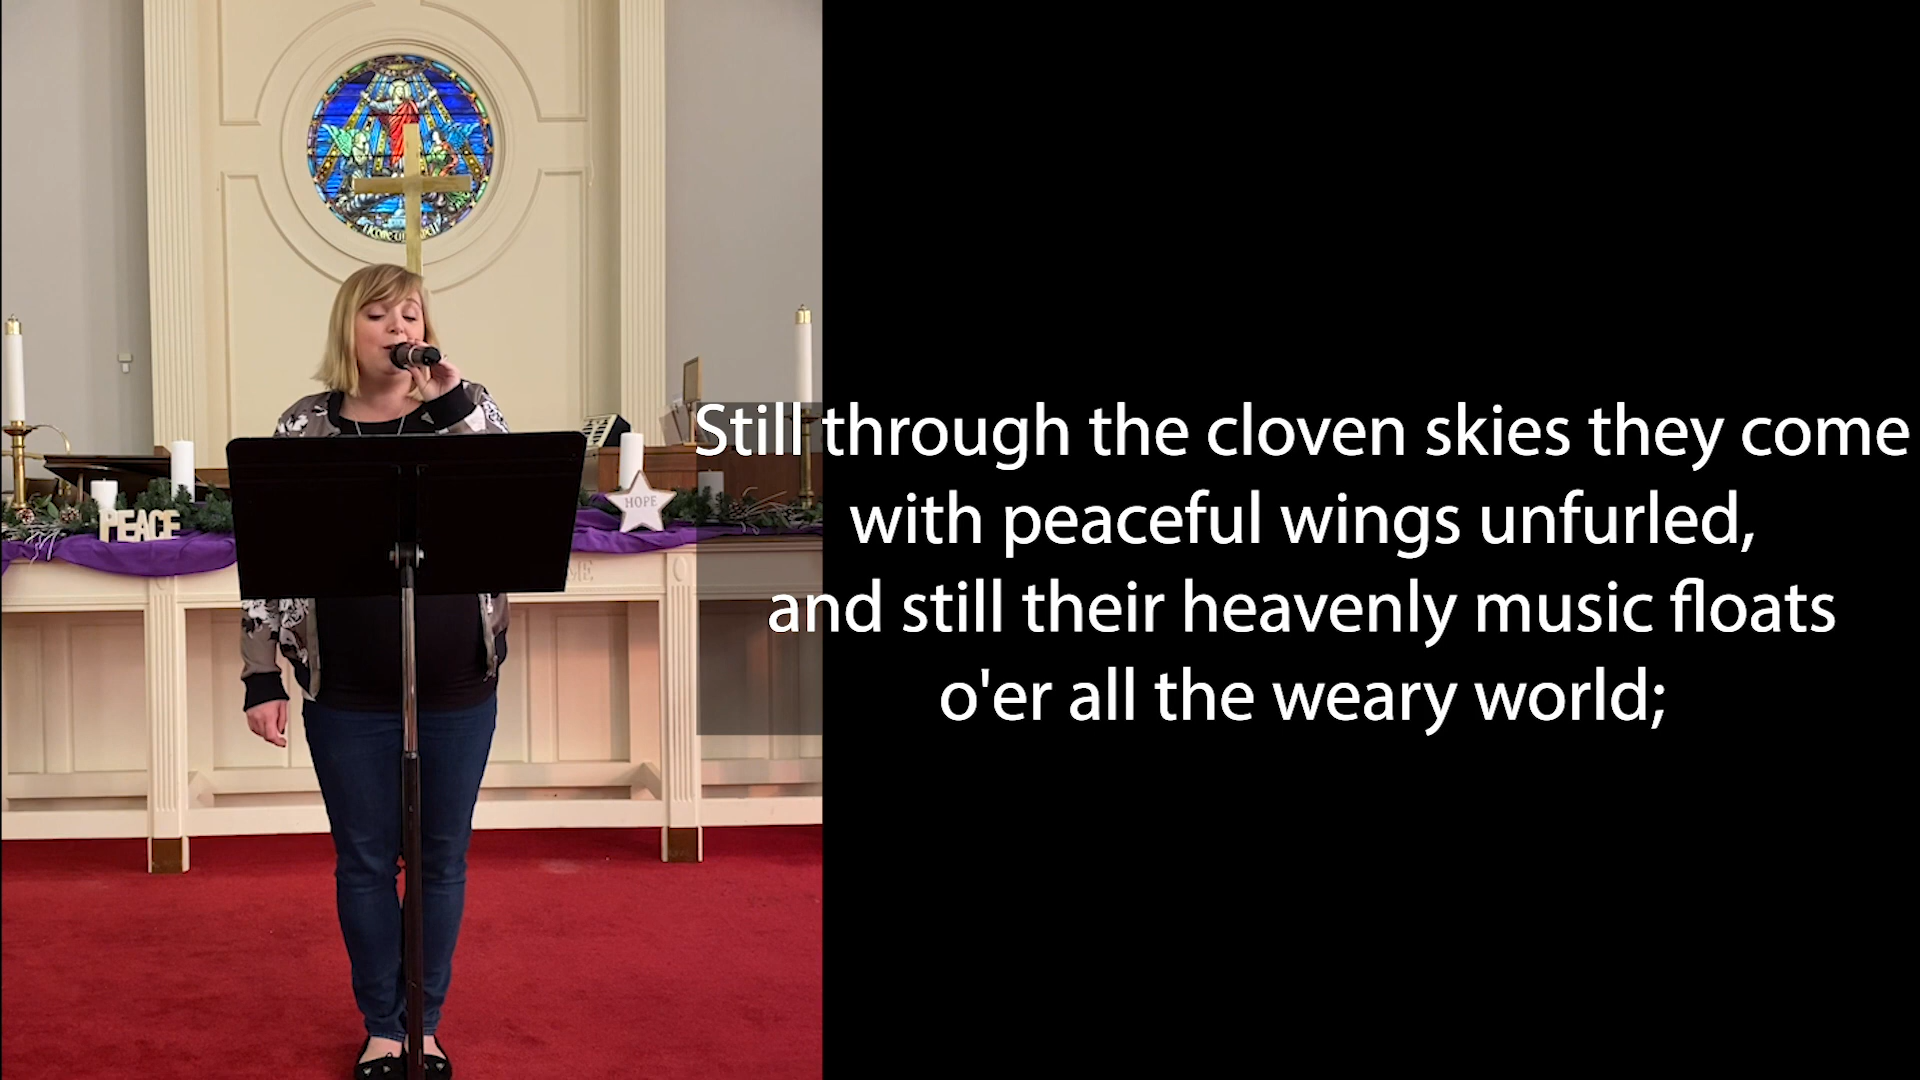 PEACE
HOPE
Still through the cloven skies they come
with peaceful wings unfurled,
and still their heavenly music floats
o'er all the weary world;